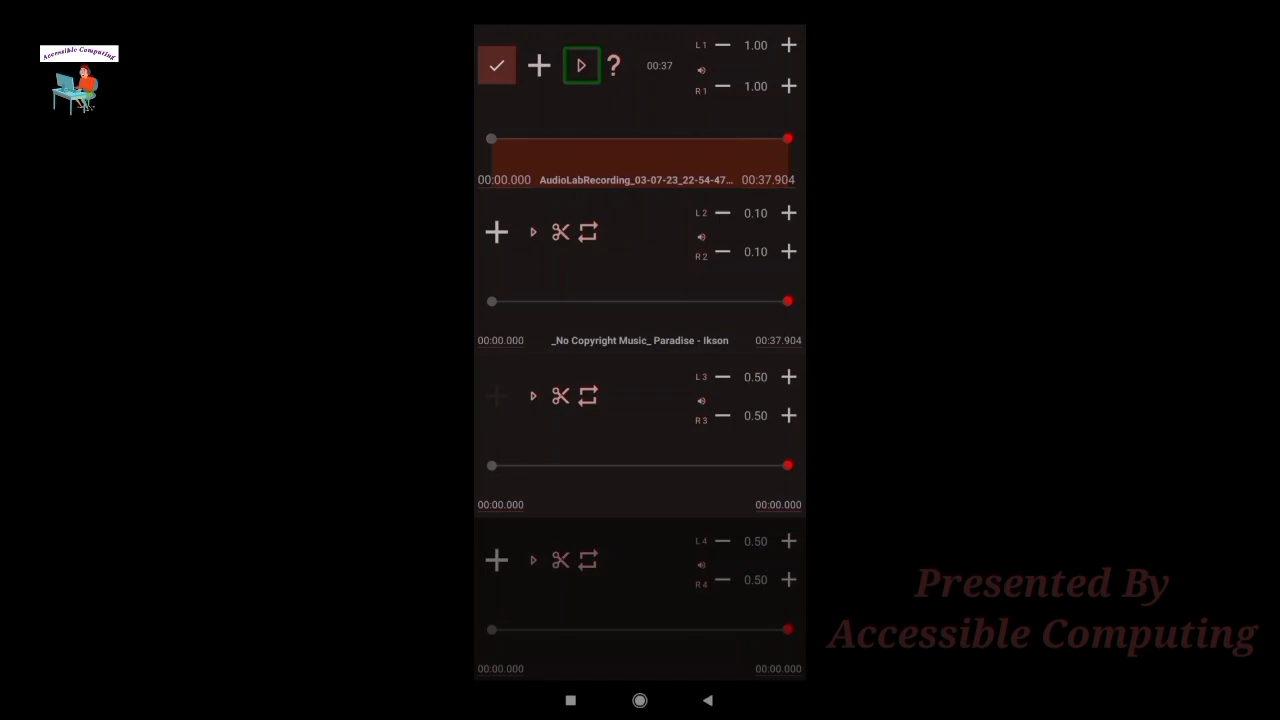 Accessible Computing
? 00:37
L 1 1.00
R 1 1.00
00:00.000 AudioLabRecording_03-07-23_22-54-47... 00:37.904
L 2 0.10
R 2 0.10
00:00.000 _No Copyright Music_ Paradise - Ikson 00:37.904
L 3 0.50
R 3 0.50
00:00.000 00:00.000
L 4 0.50
R 4 0.50
00:00.000 00:00.000
Presented By
Accessible Computing